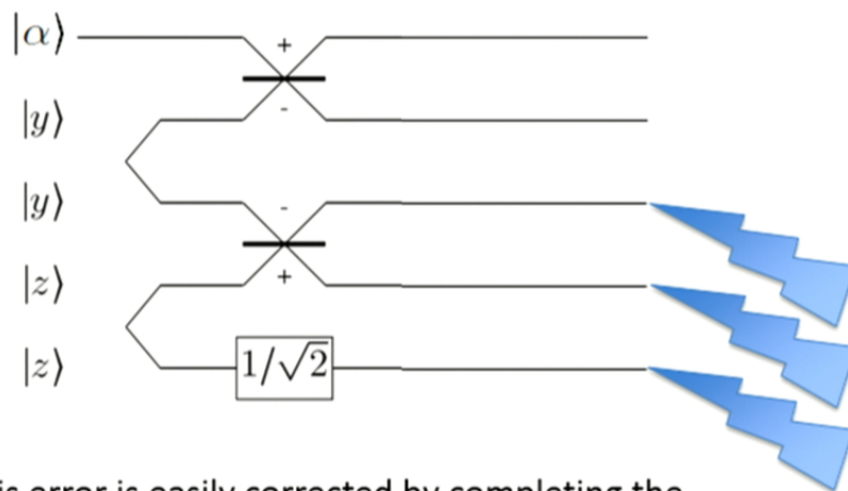 |α⟩
+
-
|y⟩
|y⟩
-
+
|z⟩
|z⟩
1/√2
is error is easily corrected by completing the